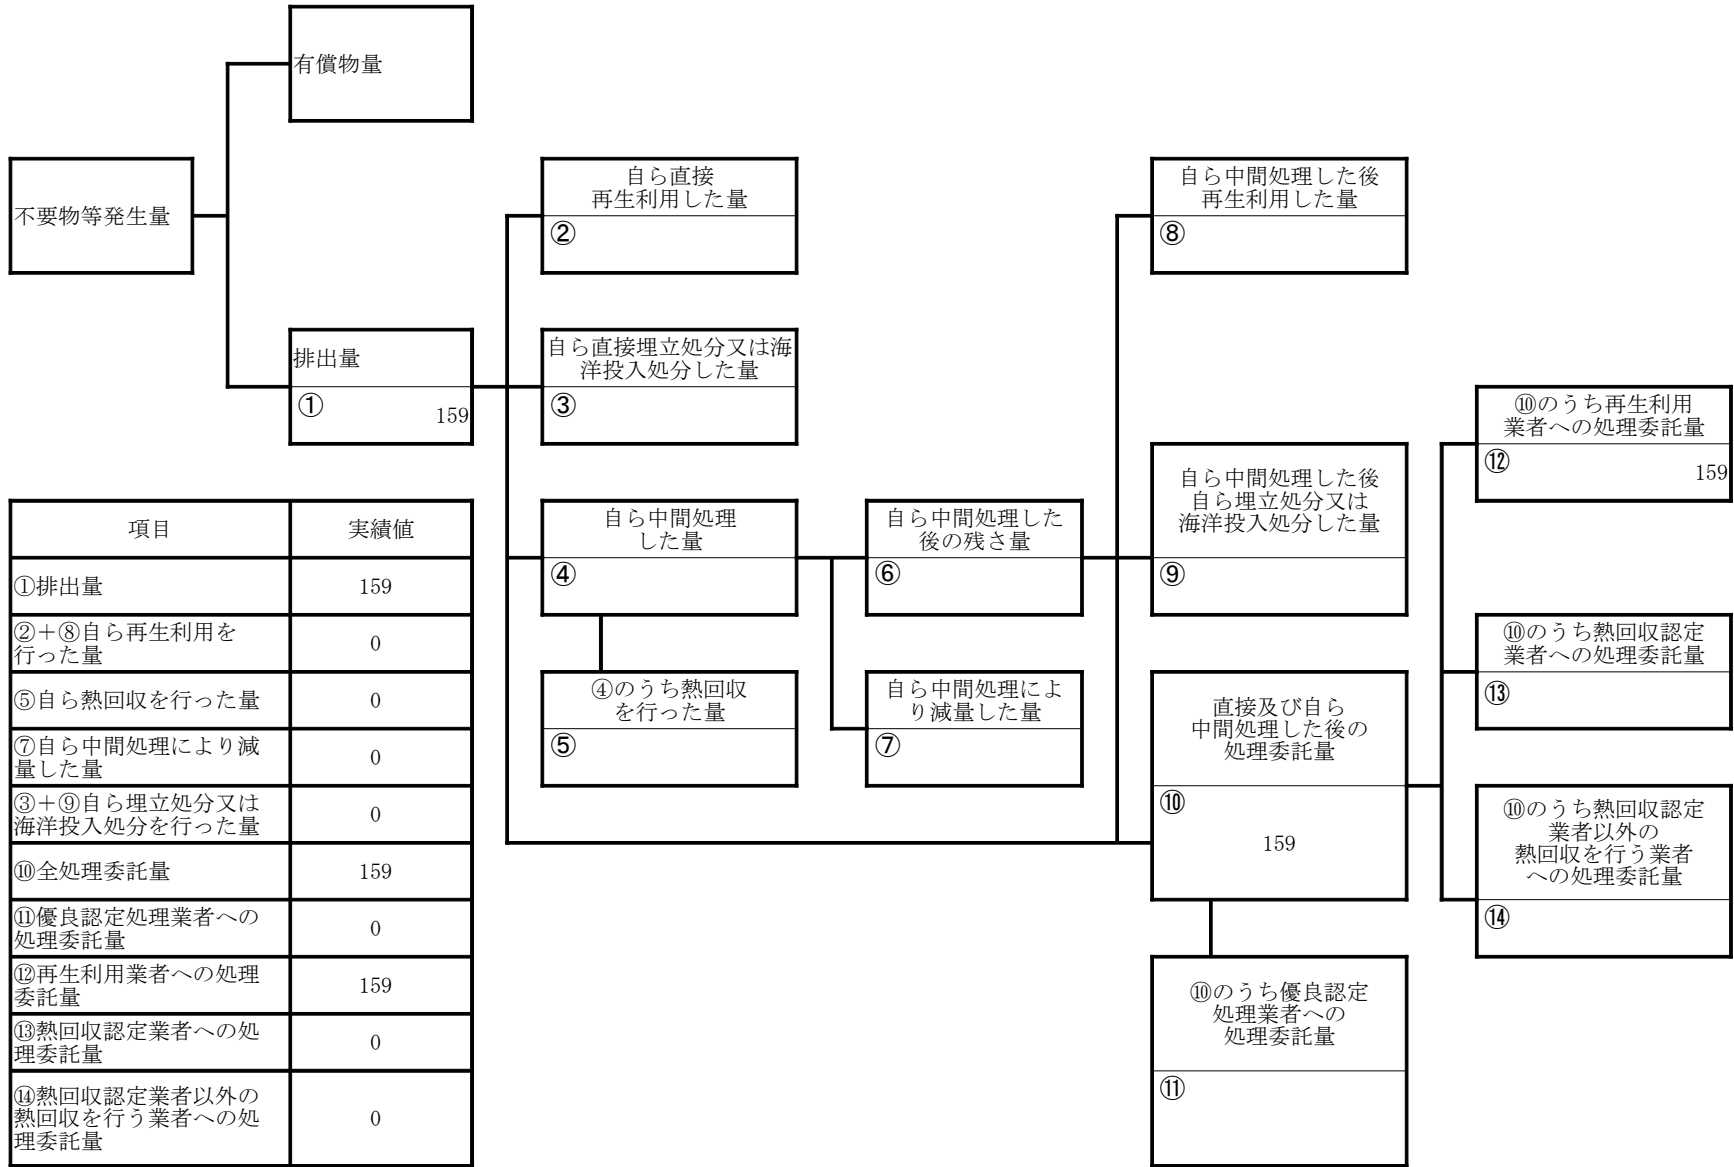 有償物量
不要物等発生量
排出量
①
159
自ら直接
再生利用した量
②
自ら直接埋立処分又は海
洋投入処分した量
③
自ら中間処理
した量
④
④のうち熱回収
を行った量
⑤
自ら中間処理した
後の残さ量
⑥
自ら中間処理によ
り減量した量
⑦
自ら中間処理した後
再生利用した量
⑧
自ら中間処理した後
自ら埋立処分又は
海洋投入処分した量
⑨
直接及び自ら
中間処理した後の
処理委託量
⑩
159
⑩のうち優良認定
処理業者への
処理委託量
⑪
⑩のうち再生利用
業者への処理委託量
⑫
159
⑩のうち熱回収認定
業者への処理委託量
⑬
⑩のうち熱回収認定
業者以外の
熱回収を行う業者
への処理委託量
⑭
項目 実績値
①排出量 159
②+⑧自ら再生利用を
行った量 0
⑤自ら熱回収を行った量 0
⑦自ら中間処理により減
量した量 0
③+⑨自ら埋立処分又は
海洋投入処分を行った量 0
⑩全処理委託量 159
⑪優良認定処理業者への
処理委託量 0
⑫再生利用業者への処理
委託量 159
⑬熱回収認定業者への処
理委託量 0
⑭熱回収認定業者以外の
熱回収を行う業者への処
理委託量 0